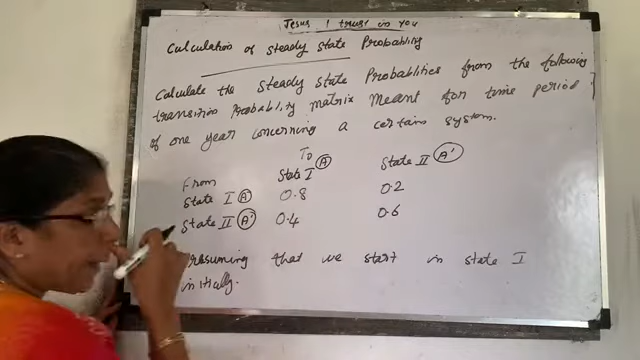 Jesus I trust in You
Calculation of steady state Probability
Calculate the steady state Probabilities from the following
transition Probability matrix meant for time period
of one year concerning a certain system.
To
From State I A State II A'
State I A 0.8 0.2
State II A' 0.4 0.6
Presuming that we start in state I
initially.